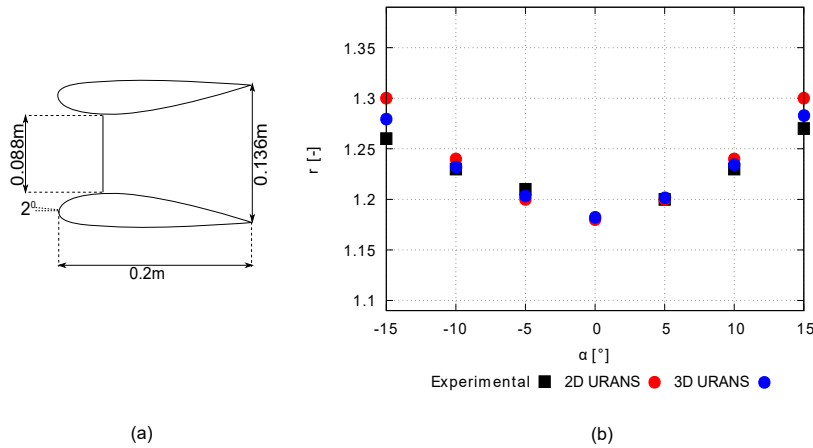 0.088m
0.136m
2⁰
0.2m
(a)
r [-]
1.35
1.3
1.25
1.2
1.15
1.1
-15 -10 -5 0 5 10 15
α [°]
Experimental 2D URANS 3D URANS
(b)